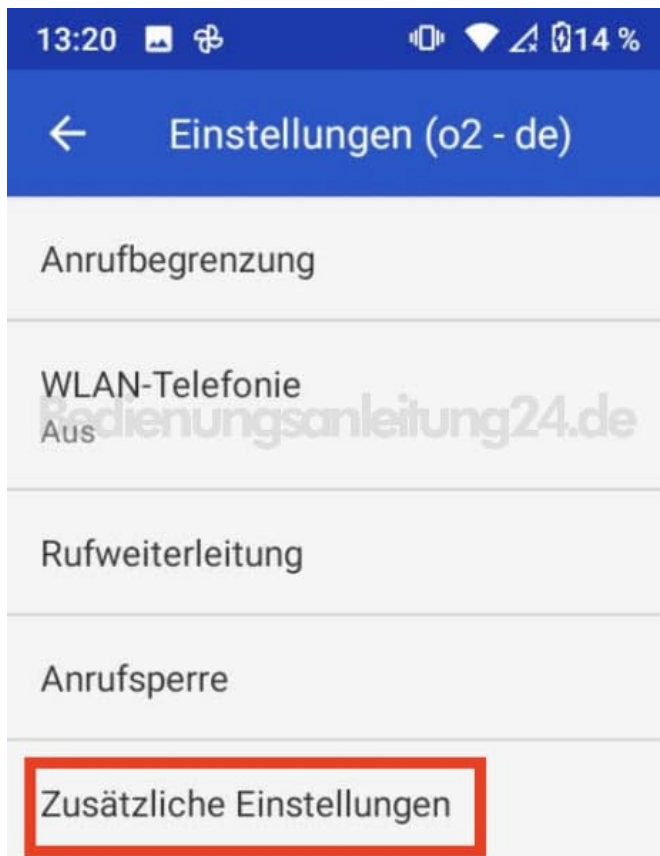 13:20 14 %
Einstellungen (o2 - de)
Anrufbegrenzung
WLAN-Telefonie
Aus
Bedienungsanleitung24.de
Rufweiterleitung
Anrufsperre
Zusätzliche Einstellungen